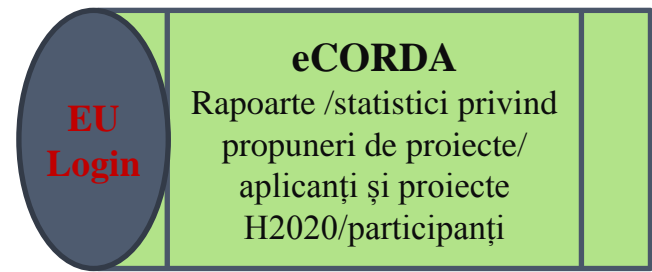 EU
Login
eCORDA
Rapoarte /statistici privind
propuneri de proiecte/
aplicanți și proiecte
H2020/participanți